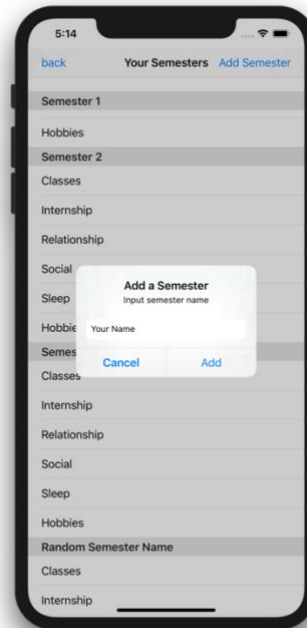 5:14
back Your Semesters Add Semester
Semester 1
Hobbies
Semester 2
Classes
Internship
Relationship
Social
Sleep
Hobbie
Semes
Add a Semester
Input semester name
Your Name
Cancel Add
Classes
Internship
Relationship
Social
Sleep
Hobbies
Random Semester Name
Classes
Internship